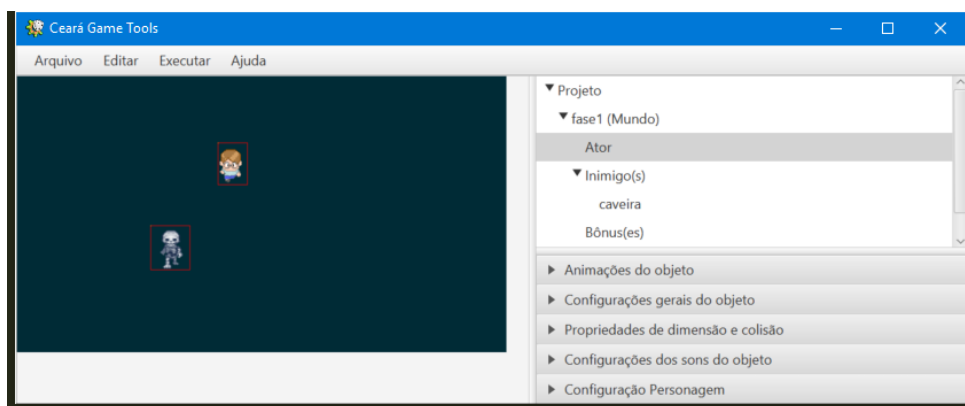 Ceará Game Tools
Arquivo Editar Executar Ajuda
Projeto
fase1 (Mundo)
Ator
Inimigo(s)
caveira
Bônus(es)
Animações do objeto
Configurações gerais do objeto
Propriedades de dimensão e colisão
Configurações dos sons do objeto
Configuração Personagem